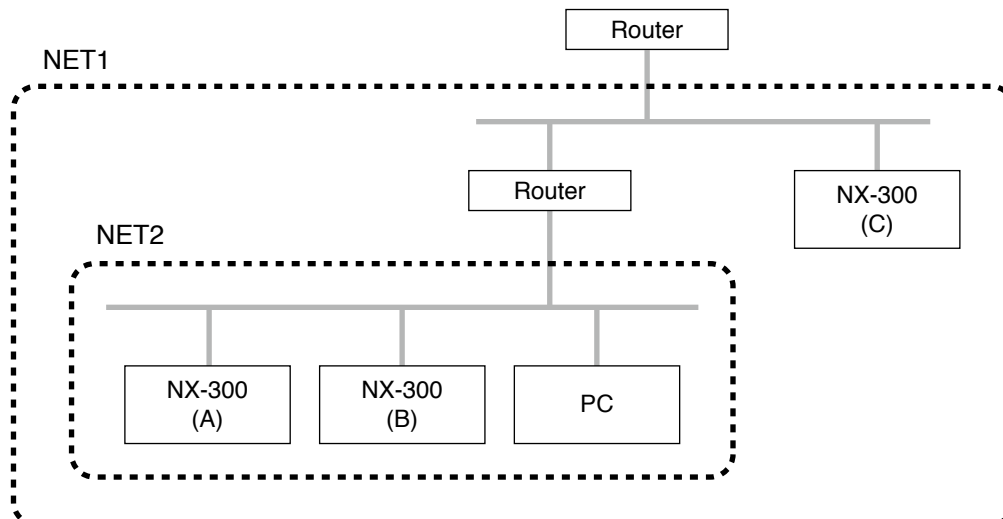 Router
NET1
Router
NX-300
(C)
NET2
NX-300
(A)
NX-300
(B)
PC